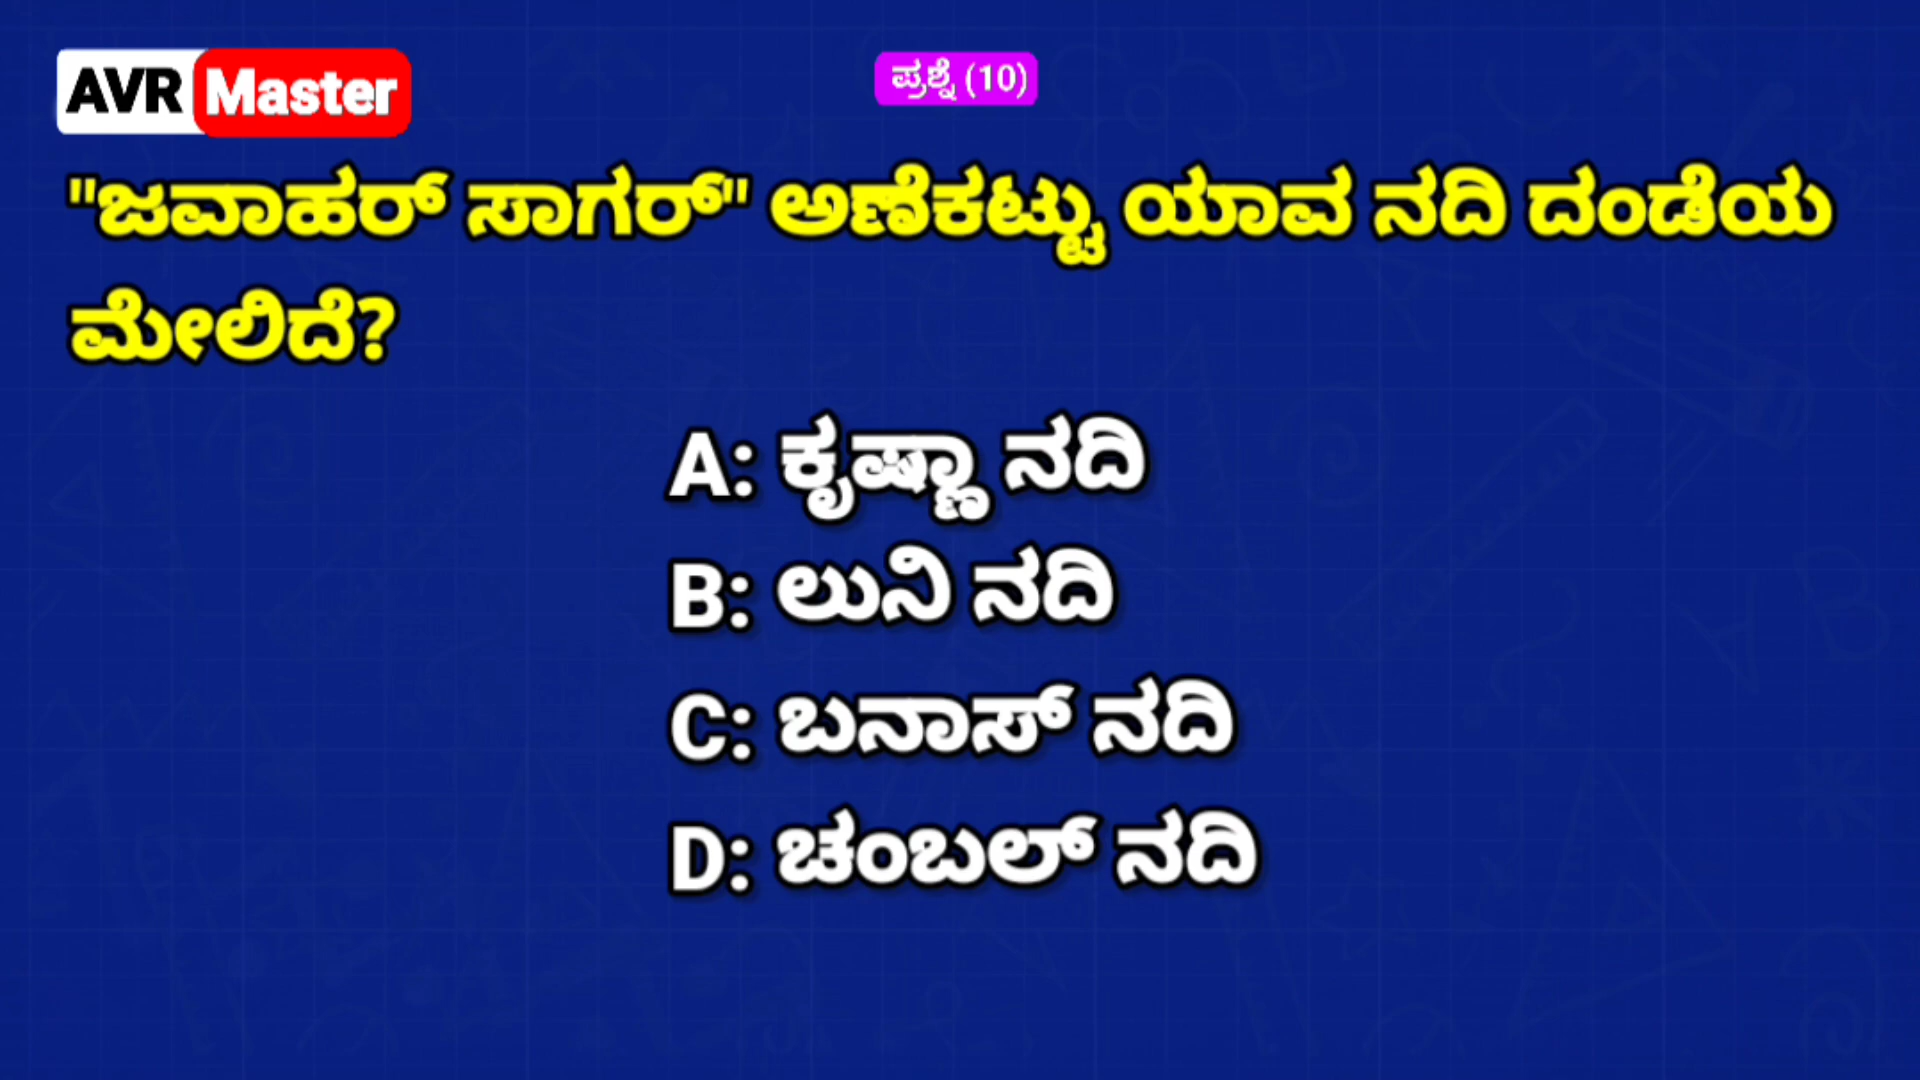 AVR Master
ಪ್ರಶ್ನೆ (10)
"ಜವಾಹರ್ ಸಾಗರ್" ಅಣೆಕಟ್ಟು ಯಾವ ನದಿ ದಂಡೆಯ
ಮೇಲಿದೆ?
A: ಕೃಷ್ಣಾ ನದಿ
B: ಲುನಿ ನದಿ
C: ಬನಾಸ್ ನದಿ
D: ಚಂಬಲ್ ನದಿ